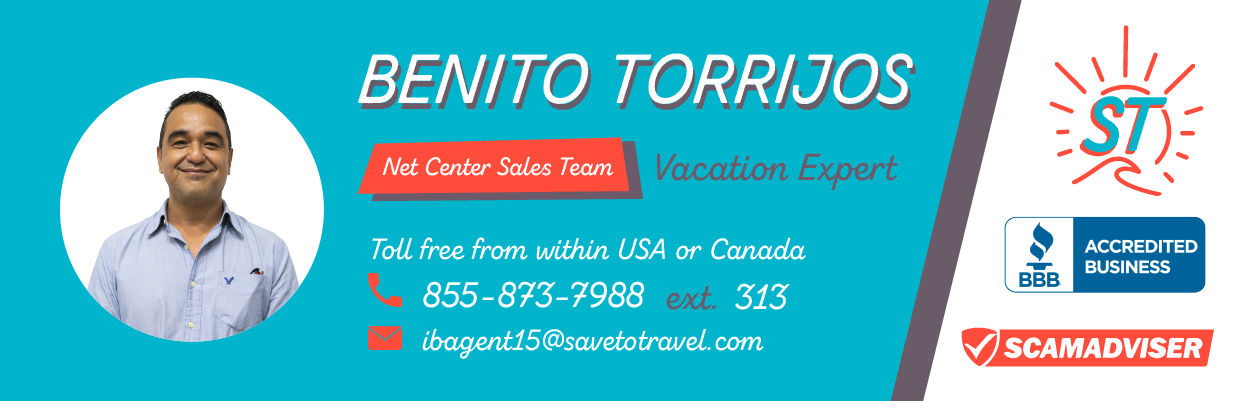 BENITO TORRIJOS
Net Center Sales Team
Vacation Expert
Toll free from within USA or Canada
855-873-7988 ext. 313
ibagent15@savetotravel.com
ST
BBB
ACCREDITED
BUSINESS
SCAMADVISER